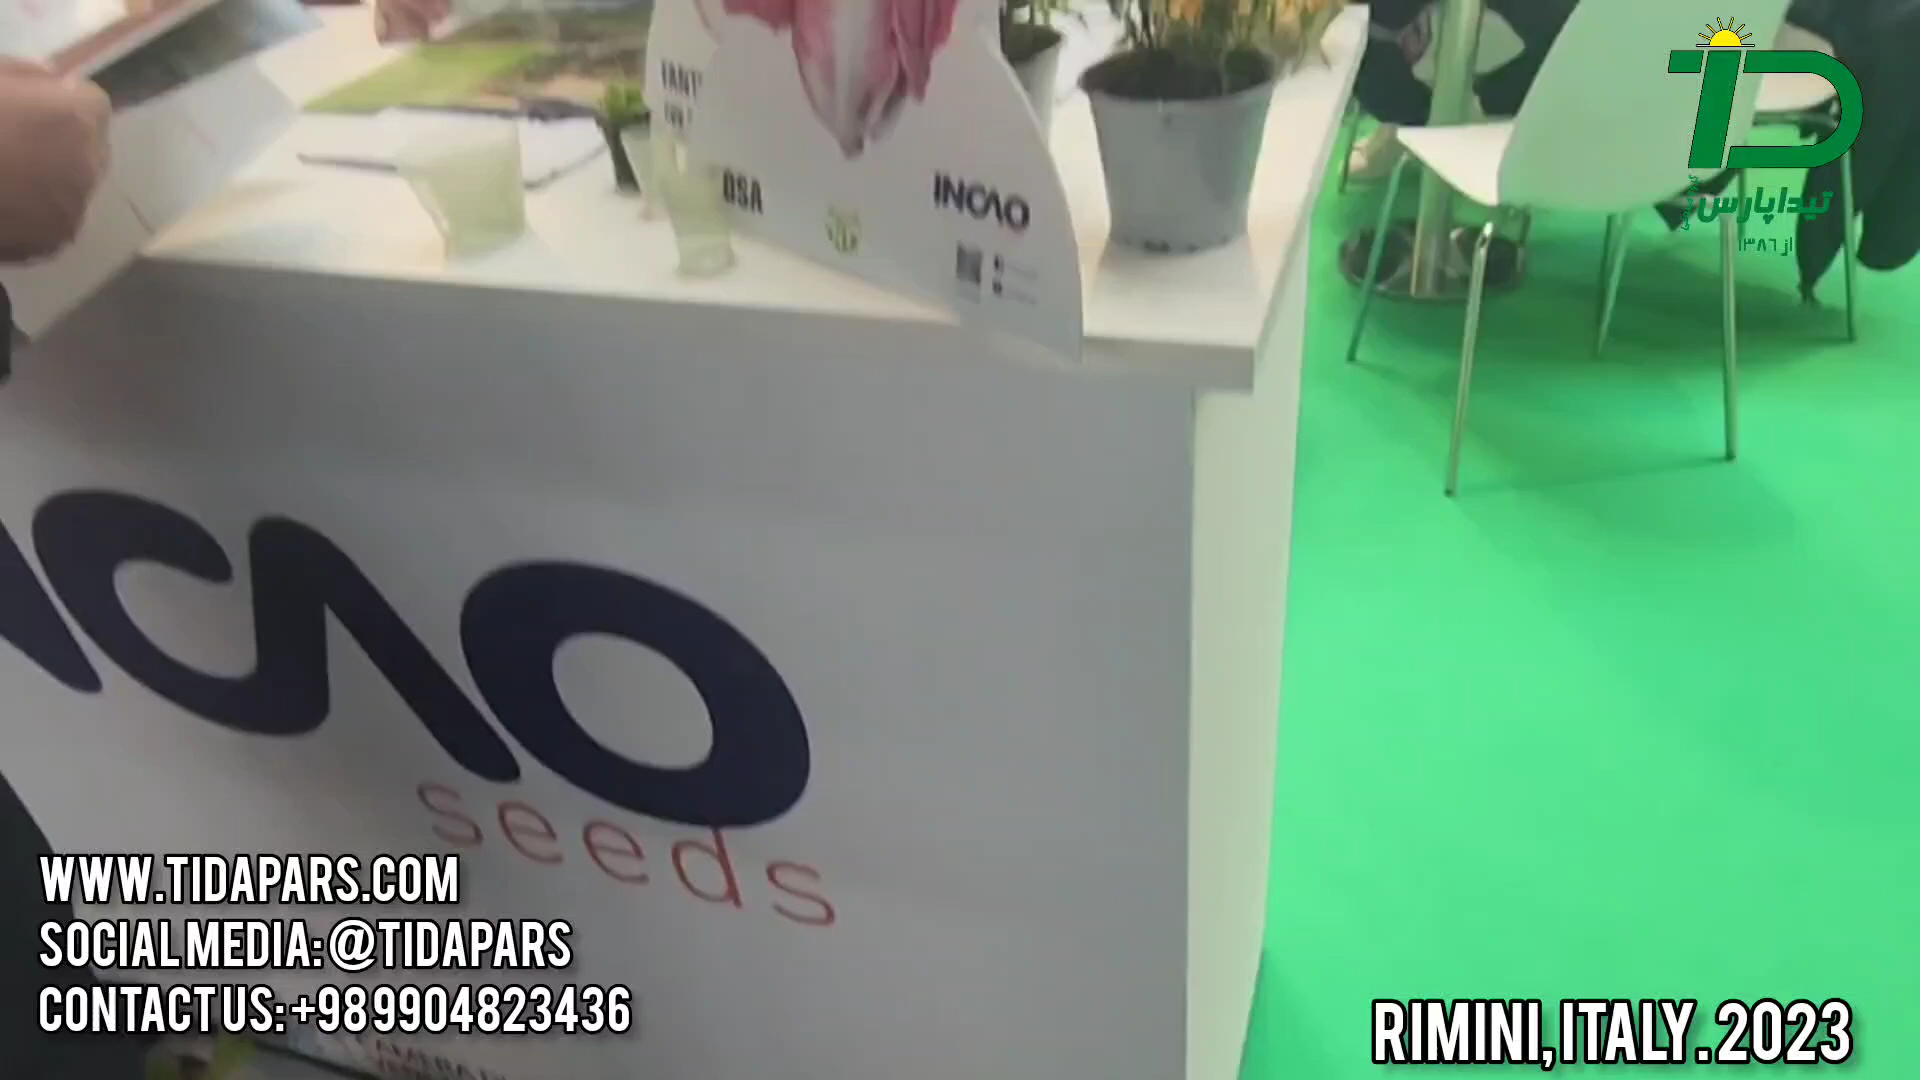 TD
تیداپارس
از ۱۳۸۶
OSA
INCAO
INCAO
seeds
WWW.TIDAPARS.COM
SOCIAL MEDIA: @TIDAPARS
CONTACT US: +989904823436
RIMINI, ITALY. 2023